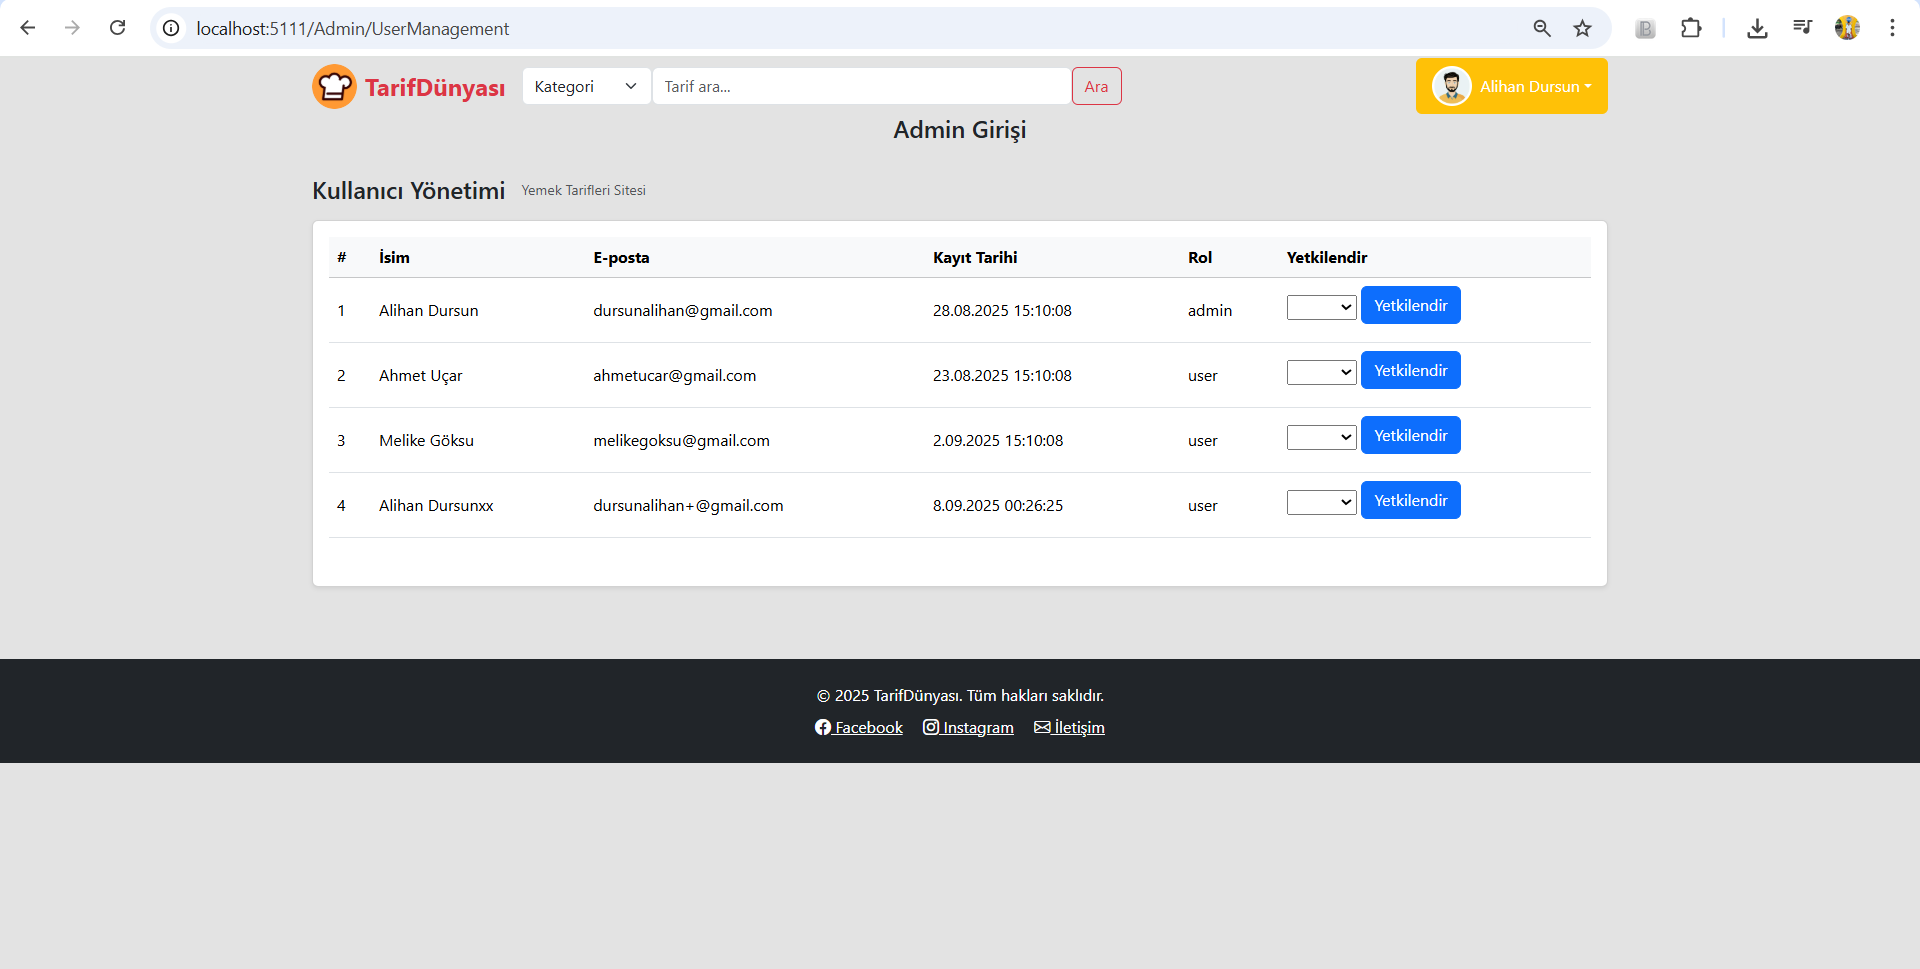 localhost:5111/Admin/UserManagement
TarifDünyası Kategori Tarif ara... Ara Alihan Dursun
Admin Girişi
Kullanıcı Yönetimi Yemek Tarifleri Sitesi
# İsim E-posta Kayıt Tarihi Rol Yetkilendir
1 Alihan Dursun dursunalihan@gmail.com 28.08.2025 15:10:08 admin Yetkilendir
2 Ahmet Uçar ahmetucar@gmail.com 23.08.2025 15:10:08 user Yetkilendir
3 Melike Göksu melikegoksu@gmail.com 2.09.2025 15:10:08 user Yetkilendir
4 Alihan Dursunxx dursunalihan+@gmail.com 8.09.2025 00:26:25 user Yetkilendir
© 2025 TarifDünyası. Tüm hakları saklıdır.
Facebook Instagram İletişim